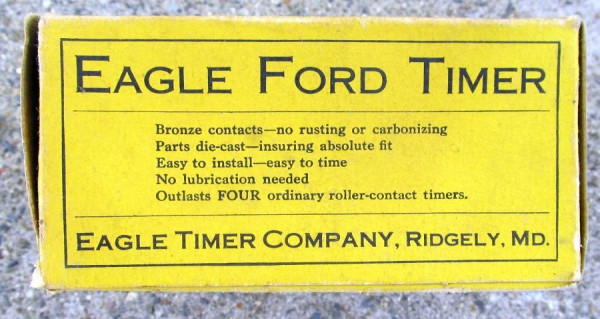 EAGLE FORD TIMER
Bronze contacts—no rusting or carbonizing
Parts die-cast—insuring absolute fit
Easy to install—easy to time
No lubrication needed
Outlasts FOUR ordinary roller-contact timers.
EAGLE TIMER COMPANY, RIDGELY, MD.